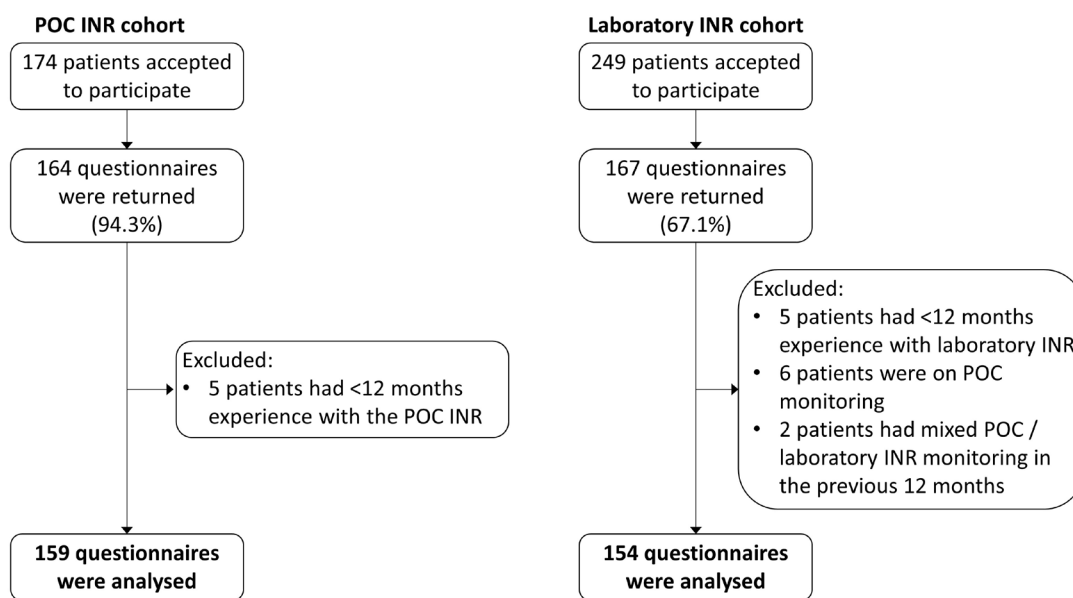 POC INR cohort
174 patients accepted
to participate
164 questionnaires
were returned
(94.3%)
Excluded:
• 5 patients had <12 months
experience with the POC INR
159 questionnaires
were analysed
Laboratory INR cohort
249 patients accepted
to participate
167 questionnaires
were returned
(67.1%)
Excluded:
• 5 patients had <12 months
experience with laboratory INR
• 6 patients were on POC
monitoring
• 2 patients had mixed POC /
laboratory INR monitoring in
the previous 12 months
154 questionnaires
were analysed